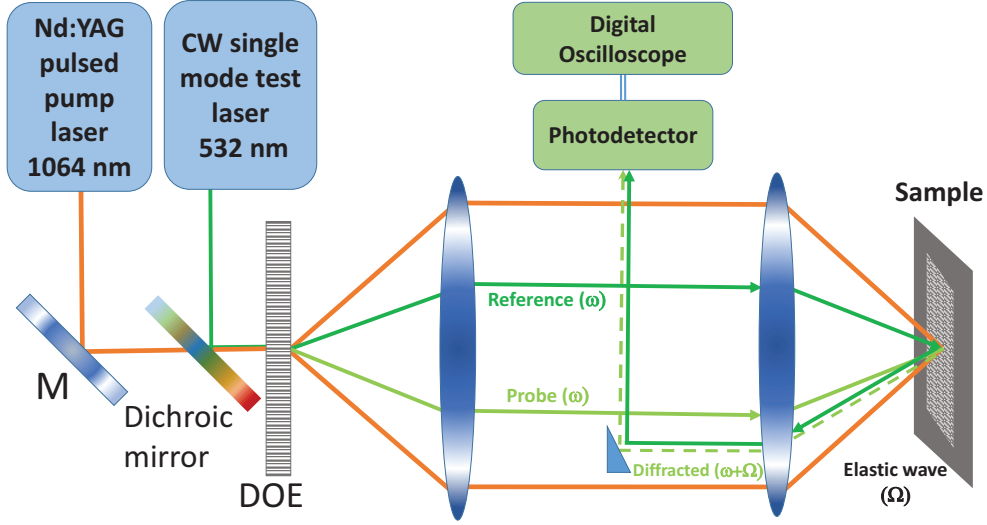 Nd:YAG
pulsed
pump
laser
1064 nm
CW single
mode test
laser
532 nm
Digital
Oscilloscope
Photodetector
Sample
Reference (ω)
Probe (ω)
M
Dichroic
mirror
DOE
Diffracted (ω+Ω)
Elastic wave
(Ω)